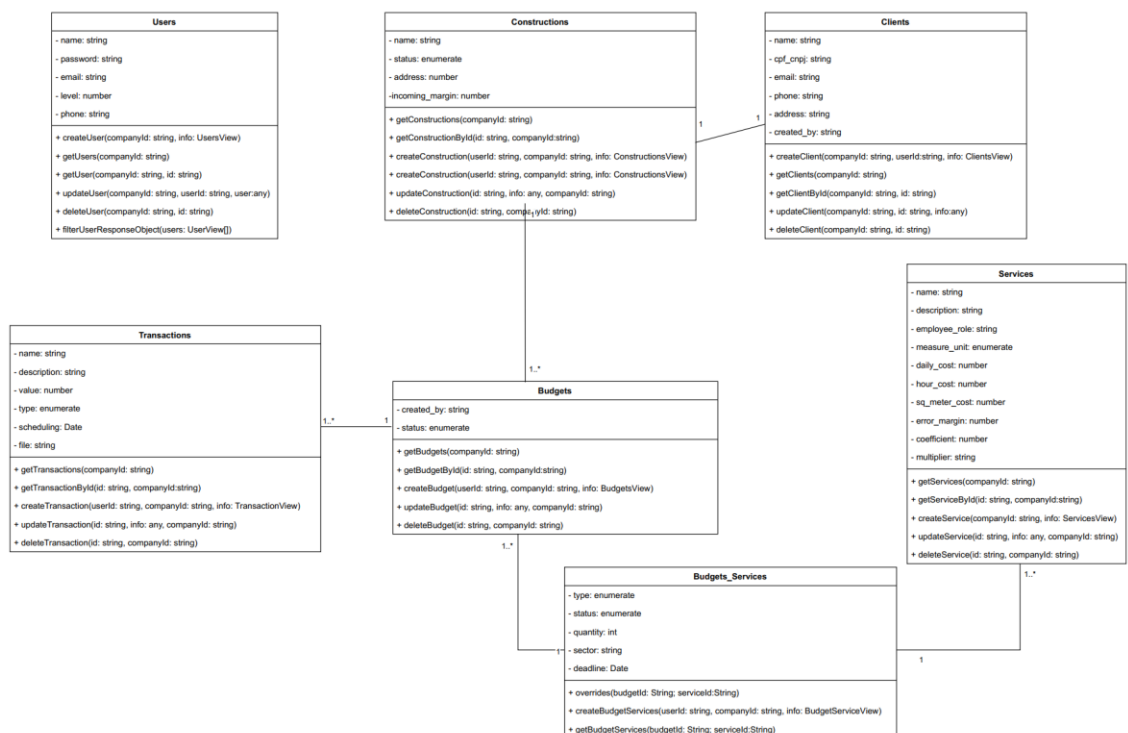 Users
- name: string
- password: string
- email: string
- level: number
- phone: string
+ createUser(companyId: string, info: UsersView)
+ getUsers(companyId: string)
+ getUser(companyId: string, id: string)
+ updateUser(companyId: string, userId: string, user:any)
+ deleteUser(companyId: string, id: string)
+ filterUserResponseObject(users: UserView[])
Constructions
- name: string
- status: enumerate
- address: number
-incoming_margin: number
+ getConstructions(companyId: string)
+ getConstructionById(id: string, companyId:string)
+ createConstruction(userId: string, companyId: string, info: ConstructionsView)
+ createConstruction(userId: string, companyId: string, info: ConstructionsView)
+ updateConstruction(id: string, info: any, companyId: string)
+ deleteConstruction(id: string, companyId: string)
1
1
1
Clients
- name: string
- cpf_cnpj: string
- email: string
- phone: string
- address: string
- created_by: string
+ createClient(companyId: string, userId:string, info: ClientsView)
+ getClients(companyId: string)
+ getClientById(companyId: string, id: string)
+ updateClient(companyId: string, id: string, info:any)
+ deleteClient(companyId: string, id: string)
Transactions
- name: string
- description: string
- value: number
- type: enumerate
- scheduling: Date
- file: string
+ getTransactions(companyId: string)
+ getTransactionById(id: string, companyId:string)
+ createTransaction(userId: string, companyId: string, info: TransactionView)
+ updateTransaction(id: string, info: any, companyId: string)
+ deleteTransaction(id: string, companyId: string)
1..*
1
1..*
Budgets
- created_by: string
- status: enumerate
+ getBudgets(companyId: string)
+ getBudgetById(id: string, companyId:string)
+ createBudget(userId: string, companyId: string, info: BudgetsView)
+ updateBudget(id: string, info: any, companyId: string)
+ deleteBudget(id: string, companyId: string)
1..*
Services
- name: string
- description: string
- employee_role: string
- measure_unit: enumerate
- daily_cost: number
- hour_cost: number
- sq_meter_cost: number
- error_margin: number
- coefficient: number
- multiplier: string
+ getServices(companyId: string)
+ getServiceById(id: string, companyId:string)
+ createService(companyId: string, info: ServicesView)
+ updateService(id: string, info: any, companyId: string)
+ deleteService(id: string, companyId: string)
1..*
Budgets_Services
- type: enumerate
- status: enumerate
- quantity: int
- sector: string
- deadline: Date
+ overrides(budgetId: String; serviceId:String)
+ createBudgetServices(userId: string, companyId: string, info: BudgetServiceView)
+ getBudgetServices(budgetId: String; serviceId:String)
1
1